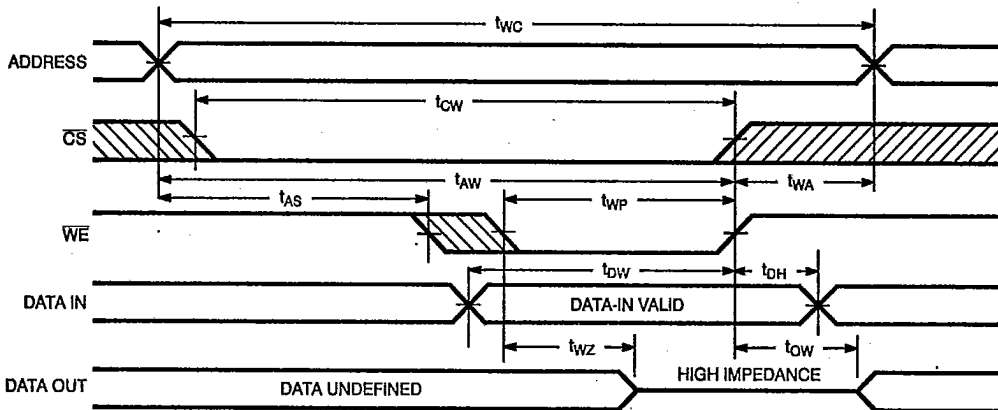 tWC
ADDRESS
tCW
CS
tAW
tWA
tAS
tWP
WE
tDW
tDH
DATA IN
DATA-IN VALID
tWZ
tOW
DATA OUT
DATA UNDEFINED
HIGH IMPEDANCE